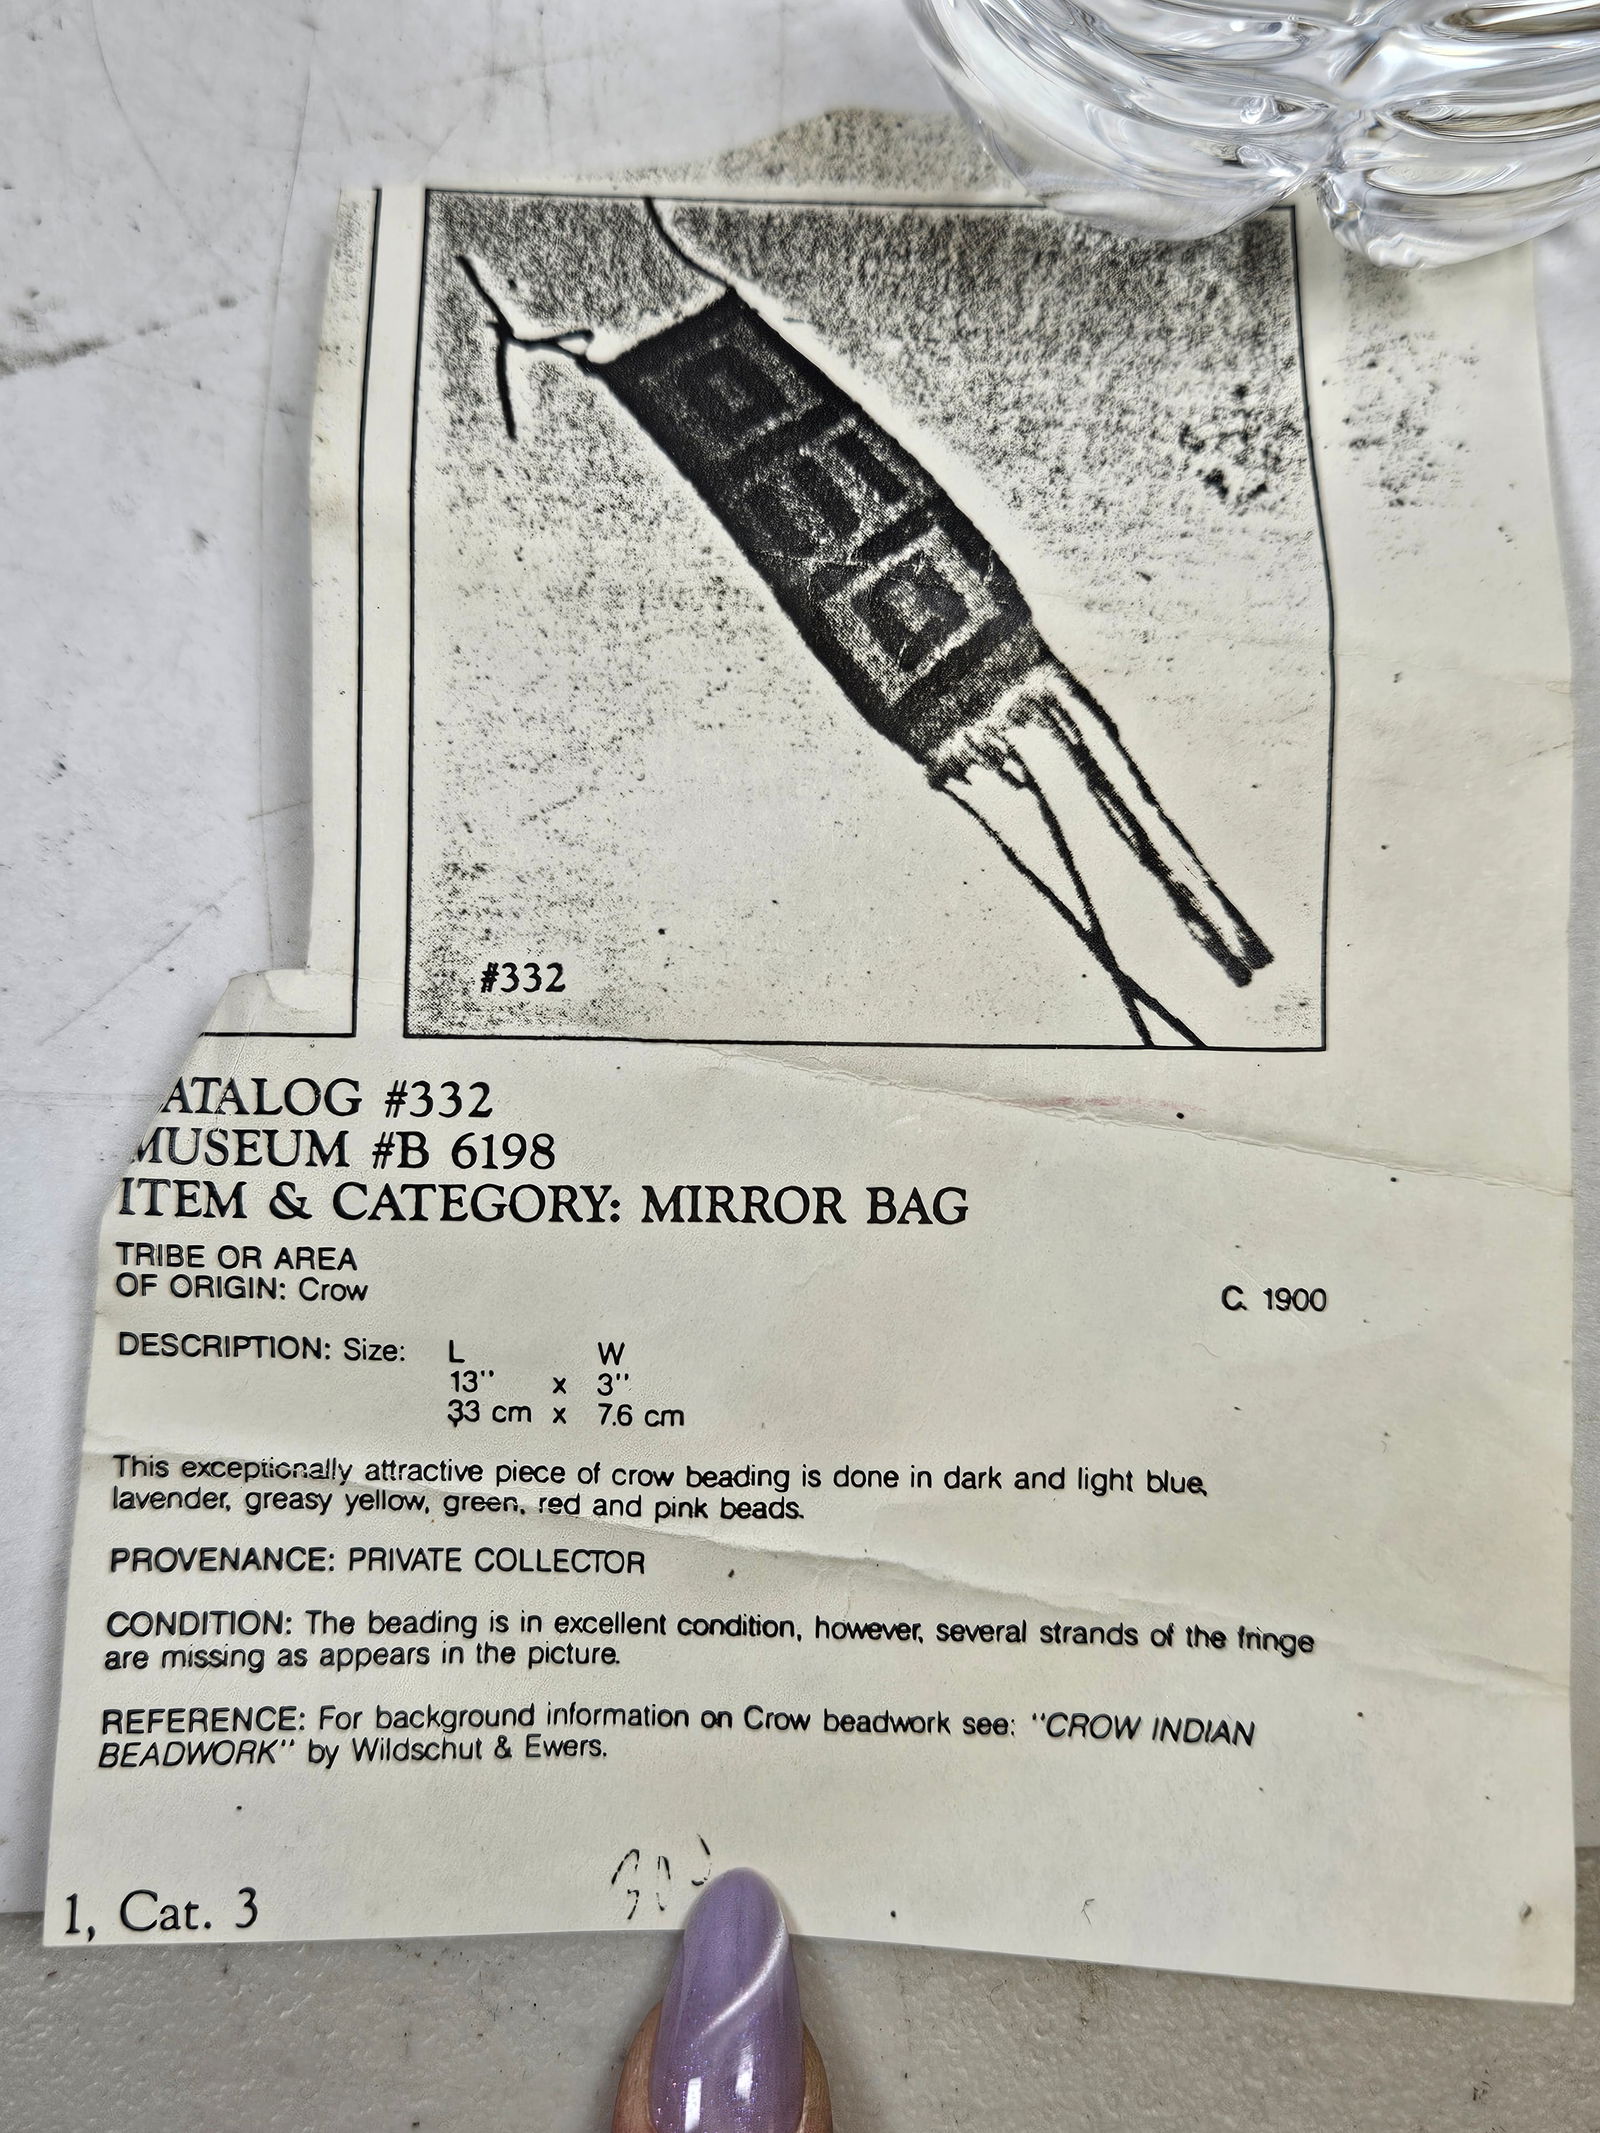 #332
ATALOG #332
MUSEUM #B 6198
ITEM & CATEGORY: MIRROR BAG
TRIBE OR AREA
OF ORIGIN: Crow
C. 1900
DESCRIPTION: Size: L W
13'' x 3''
33 cm x 7.6 cm
This exceptionally attractive piece of crow beading is done in dark and light blue,
lavender, greasy yellow, green, red and pink beads.
PROVENANCE: PRIVATE COLLECTOR
CONDITION: The beading is in excellent condition, however, several strands of the fringe
are missing as appears in the picture.
REFERENCE: For background information on Crow beadwork see: "CROW INDIAN
BEADWORK" by Wildschut & Ewers.
1, Cat. 3